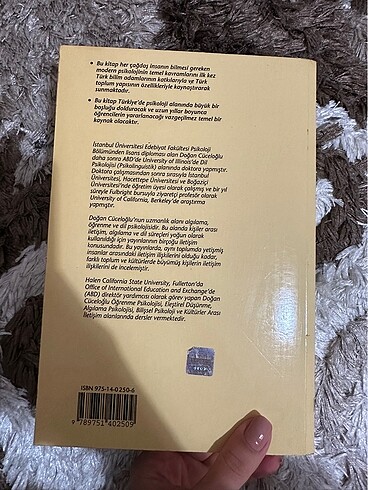 • Bu kitap her çağdaş insanın bilmesi gereken
modern psikolojinin temel kavramlarını ilk kez
Türk bilim adamlarının katkılarıyla ve Türk
toplum yapısının özellikleriyle kaynaştırarak
sunmaktadır.
• Bu kitap Türkiye'de psikoloji alanında büyük bir
boşluğu dolduracak ve uzun yıllar boyunca
öğrencilerin yararlanacağı vazgeçilmez temel bir
kaynak olacaktır.
İstanbul Üniversitesi Edebiyat Fakültesi Psikoloji
Bölümünden lisans diploması alan Doğan Cüceloğlu
daha sonra ABD'de University of Illinois'de Dil
Psikolojisi (Psikolinguistik) alanında doktora yapmıştır.
Doktora çalışmasından sonra sırasıyla İstanbul
Üniversitesi, Hacettepe Üniversitesi ve Boğaziçi
Üniversitesi'nde öğretim üyesi olarak çalışmış ve bir yıl
süreyle Fulbright bursuyla ziyaretçi profesör olarak
University of California, Berkeley'de araştırma
yapmıştır.
Doğan Cüceloğlu'nun uzmanlık alanı algılama,
öğrenme ve dil psikolojisidir. Bu alanda kişiler arası
iletişim, algılama ve dil süreçleri yoğun olarak
kullanıldığı için yayınlarının birçoğu iletişim
konusundadır. Bu yayınlarda, aynı toplumda yetişmiş
insanlar arasındaki iletişim ilişkilerini olduğu kadar,
farklı toplum ve kültürlerde büyümüş kişilerin iletişim
ilişkilerini de incelemiştir.
Halen California State University, Fullerton'da
Office of International Education and Exchange'de
(ABD) direktör yardımcısı olarak görev yapan Doğan
Cüceloğlu Öğrenme Psikolojisi, Eleştirel Düşünme,
Algılama Psikolojisi, Bilişsel Psikoloji ve Kültürler Arası
İletişim alanlarında dersler vermektedir.
ISBN 975-14-0250-6
9 789751 402509